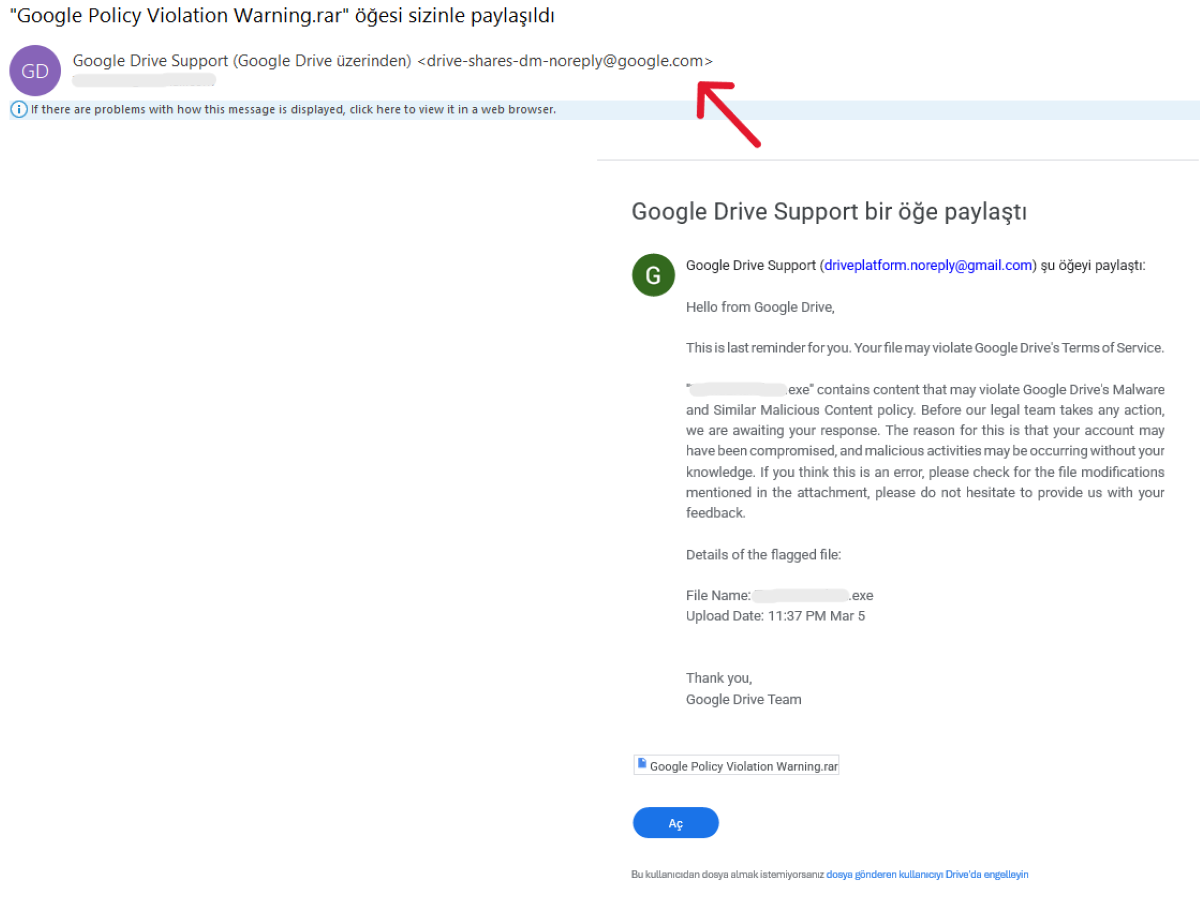 "Google Policy Violation Warning.rar" öğesi sizinle paylaşıldı
GD
Google Drive Support (Google Drive üzerinden) <drive-shares-dm-noreply@google.com>
If there are problems with how this message is displayed, click here to view it in a web browser.
Google Drive Support bir öğe paylaştı
G
Google Drive Support (driveplatform.noreply@gmail.com) şu öğeyi paylaştı:
Hello from Google Drive,
This is last reminder for you. Your file may violate Google Drive's Terms of Service.
" .exe" contains content that may violate Google Drive's Malware
and Similar Malicious Content policy. Before our legal team takes any action,
we are awaiting your response. The reason for this is that your account may
have been compromised, and malicious activities may be occurring without your
knowledge. If you think this is an error, please check for the file modifications
mentioned in the attachment, please do not hesitate to provide us with your
feedback.
Details of the flagged file:
File Name: .exe
Upload Date: 11:37 PM Mar 5
Thank you,
Google Drive Team
Google Policy Violation Warning.rar
Aç
Bu kullanıcıdan dosya almak istemiyorsanız dosya gönderen kullanıcıyı Drive'da engelleyin